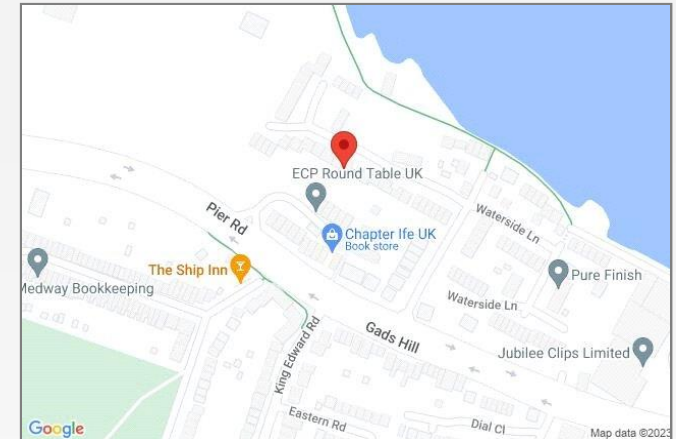 ECP Round Table UK
Pier Rd
Chapter Ife UK
Book store
Waterside Ln
The Ship Inn
Medway Bookkeeping
Pure Finish
Waterside Ln
Gads Hill
King Edward Rd
Jubilee Clips Limited
Eastern Rd
Dial Cl
Google
Map data ©2023